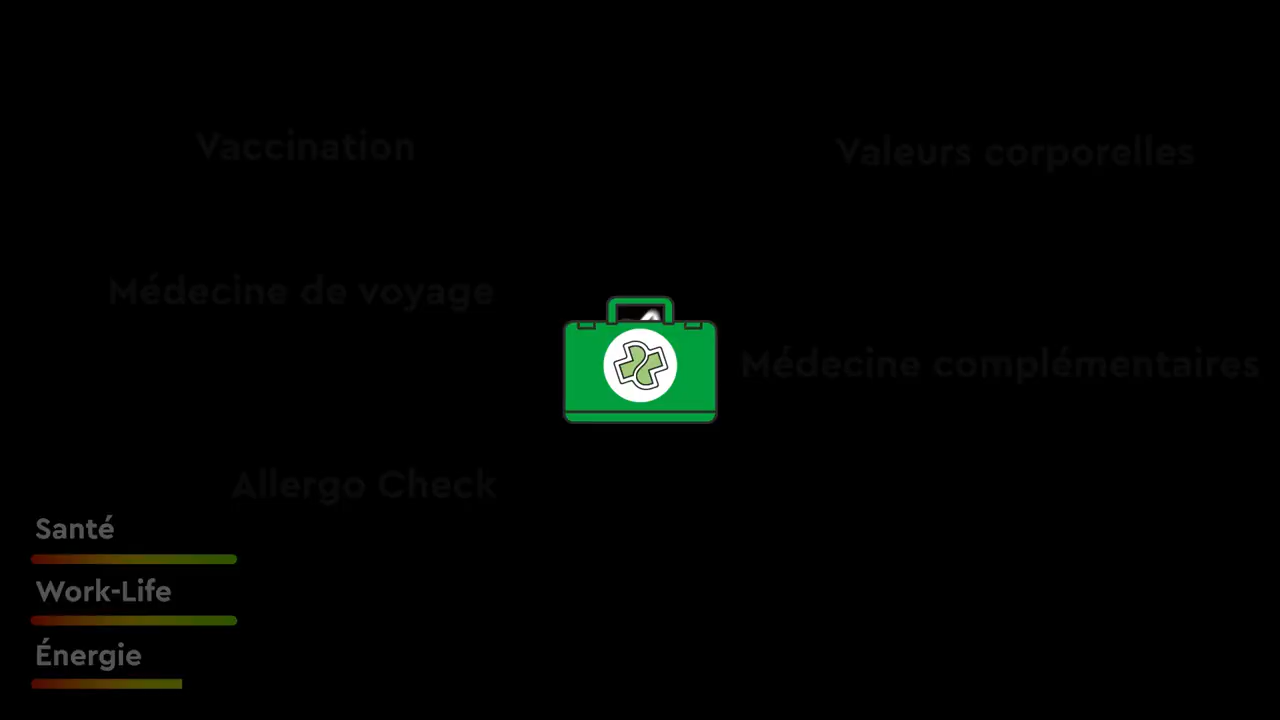 Vaccination
Valeurs corporelles
Médecine de voyage
Médecine complémentaires
Allergo Check
Santé
Work-Life
Énergie